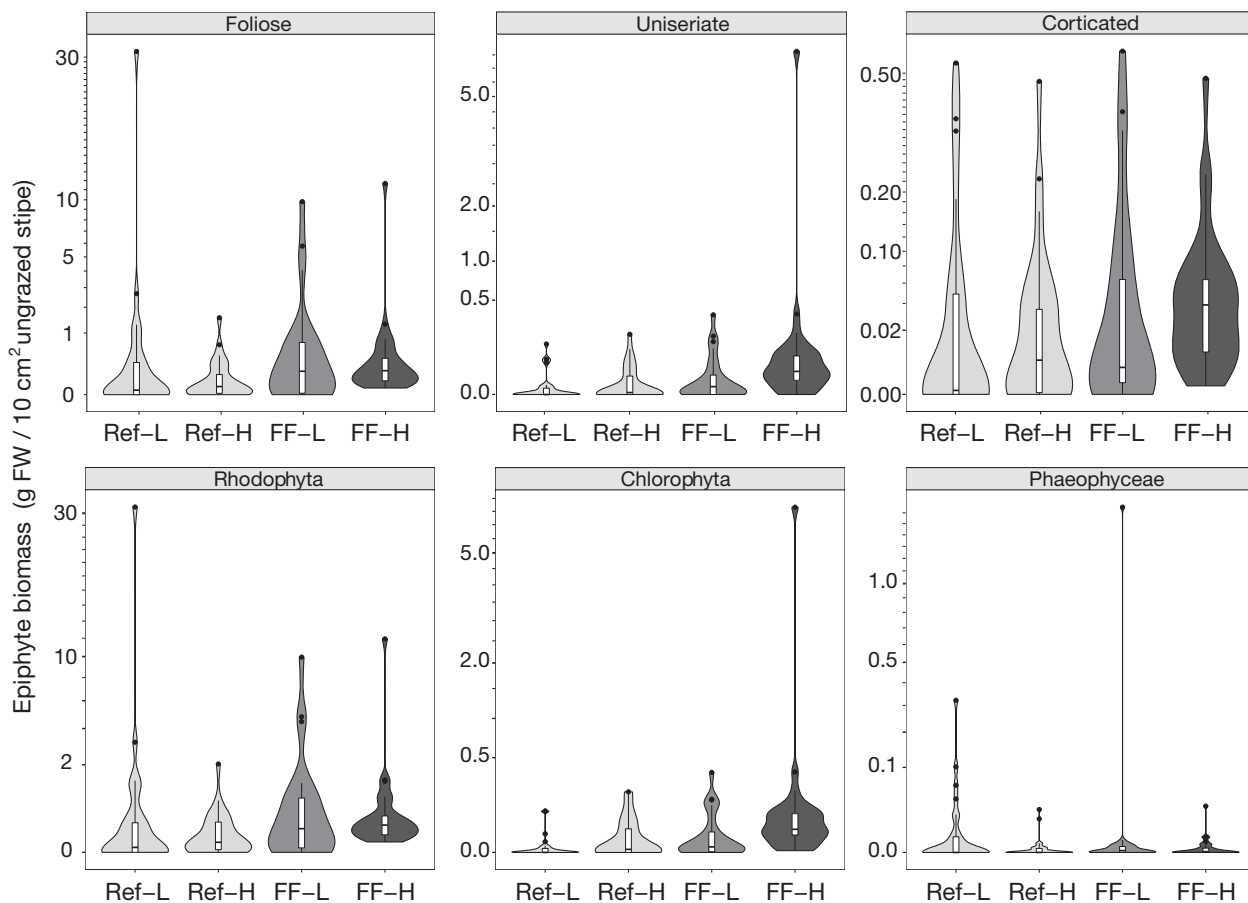 Foliose
Uniseriate
Corticated
30
10
5
1
0
5.0
2.0
1.0
0.5
0.0
0.50
0.20
0.10
0.02
0.00
Ref–L Ref–H FF–L FF–H
Ref–L Ref–H FF–L FF–H
Ref–L Ref–H FF–L FF–H
Epiphyte biomass (g FW / 10 cm² ungrazed stipe)
Rhodophyta
Chlorophyta
Phaeophyceae
30
10
2
0
5.0
2.0
0.5
0.0
1.0
0.5
0.1
0.0
Ref–L Ref–H FF–L FF–H
Ref–L Ref–H FF–L FF–H
Ref–L Ref–H FF–L FF–H